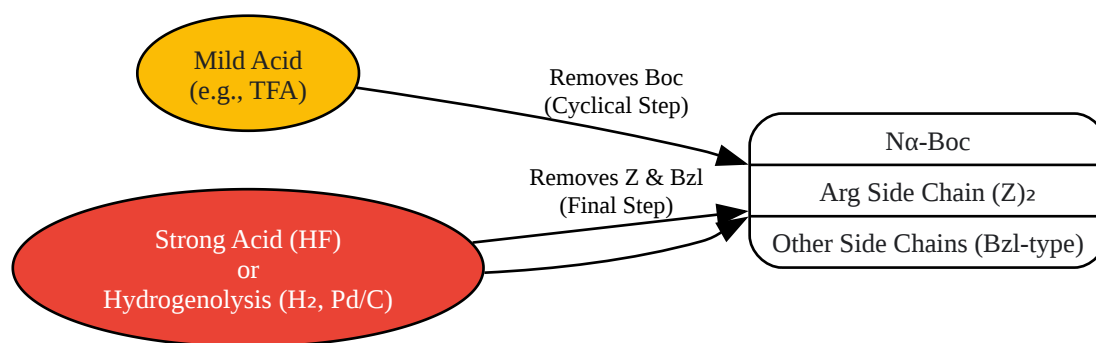 Mild Acid
(e.g., TFA)
Removes Boc
(Cyclical Step)
Nα-Boc
Arg Side Chain (Z)₂
Other Side Chains (Bzl-type)
Removes Z & Bzl
(Final Step)
Strong Acid (HF)
or
Hydrogenolysis (H₂, Pd/C)